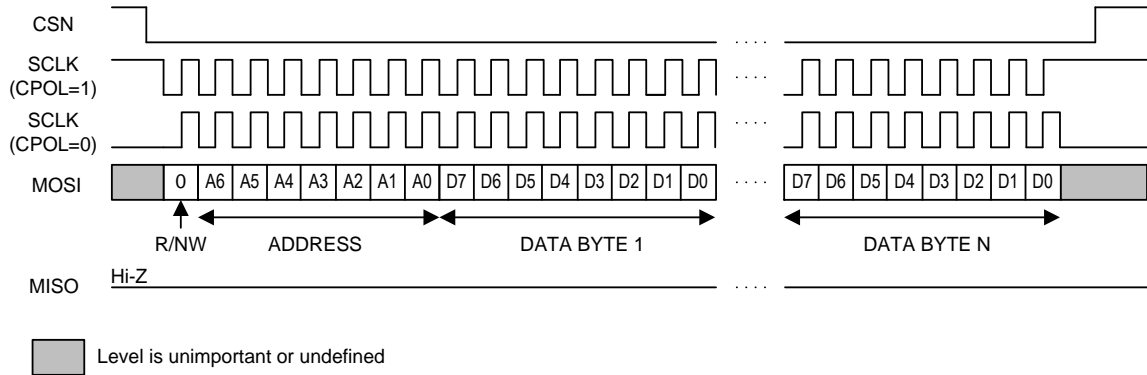 CSN
SCLK
(CPOL=1)
SCLK
(CPOL=0)
MOSI 0 A6 A5 A4 A3 A2 A1 A0 D7 D6 D5 D4 D3 D2 D1 D0 D7 D6 D5 D4 D3 D2 D1 D0
R/NW ADDRESS DATA BYTE 1 DATA BYTE N
Hi-Z
MISO
Level is unimportant or undefined